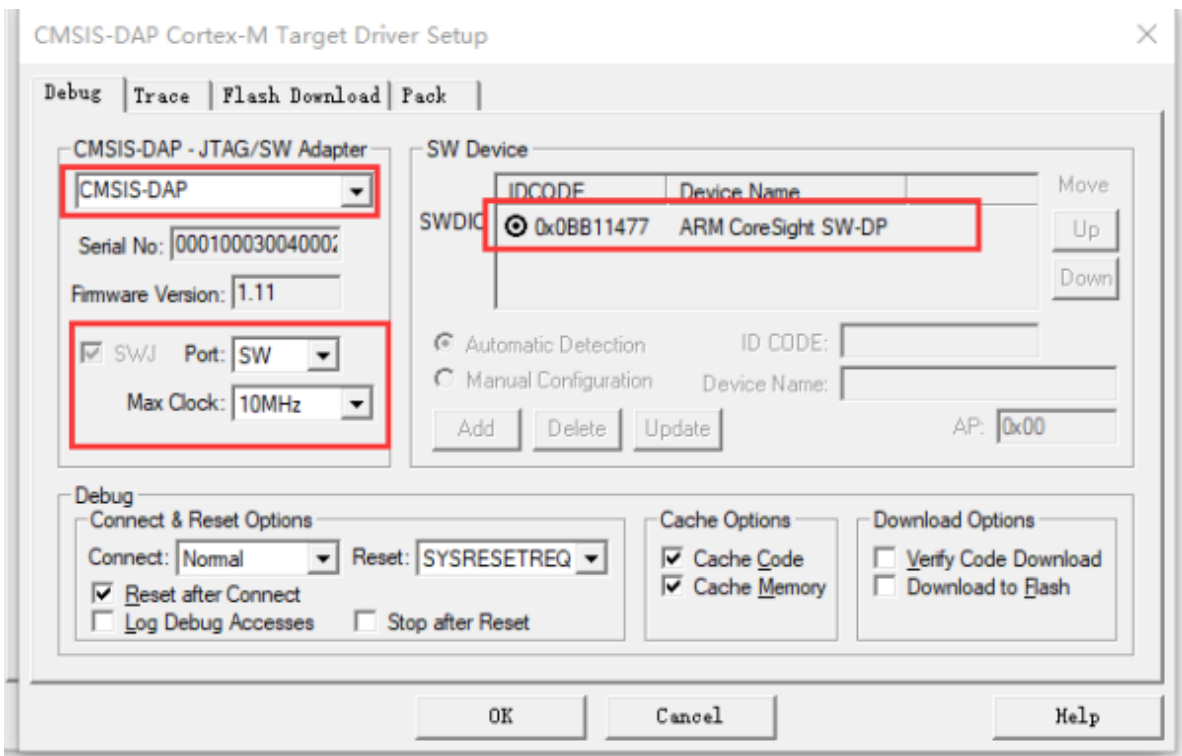 CMSIS-DAP Cortex-M Target Driver Setup
Debug Trace Flash Download Pack
CMSIS-DAP - JTAG/SW Adapter
CMSIS-DAP
Serial No:
Firmware Version: 1.11
SWJ Port: SW
Max Clock: 10MHz
SW Device
IDCODE Device Name Move
0x0BB11477 ARM CoreSight SW-DP Up
Down
Automatic Detection ID CODE:
Manual Configuration Device Name:
Add Delete Update AP: 0x00
Debug
Connect & Reset Options
Connect: Normal Reset: SYSRESETREQ
Reset after Connect
Log Debug Accesses Stop after Reset
Cache Options
Cache Code
Cache Memory
Download Options
Verify Code Download
Download to Flash
OK Cancel Help